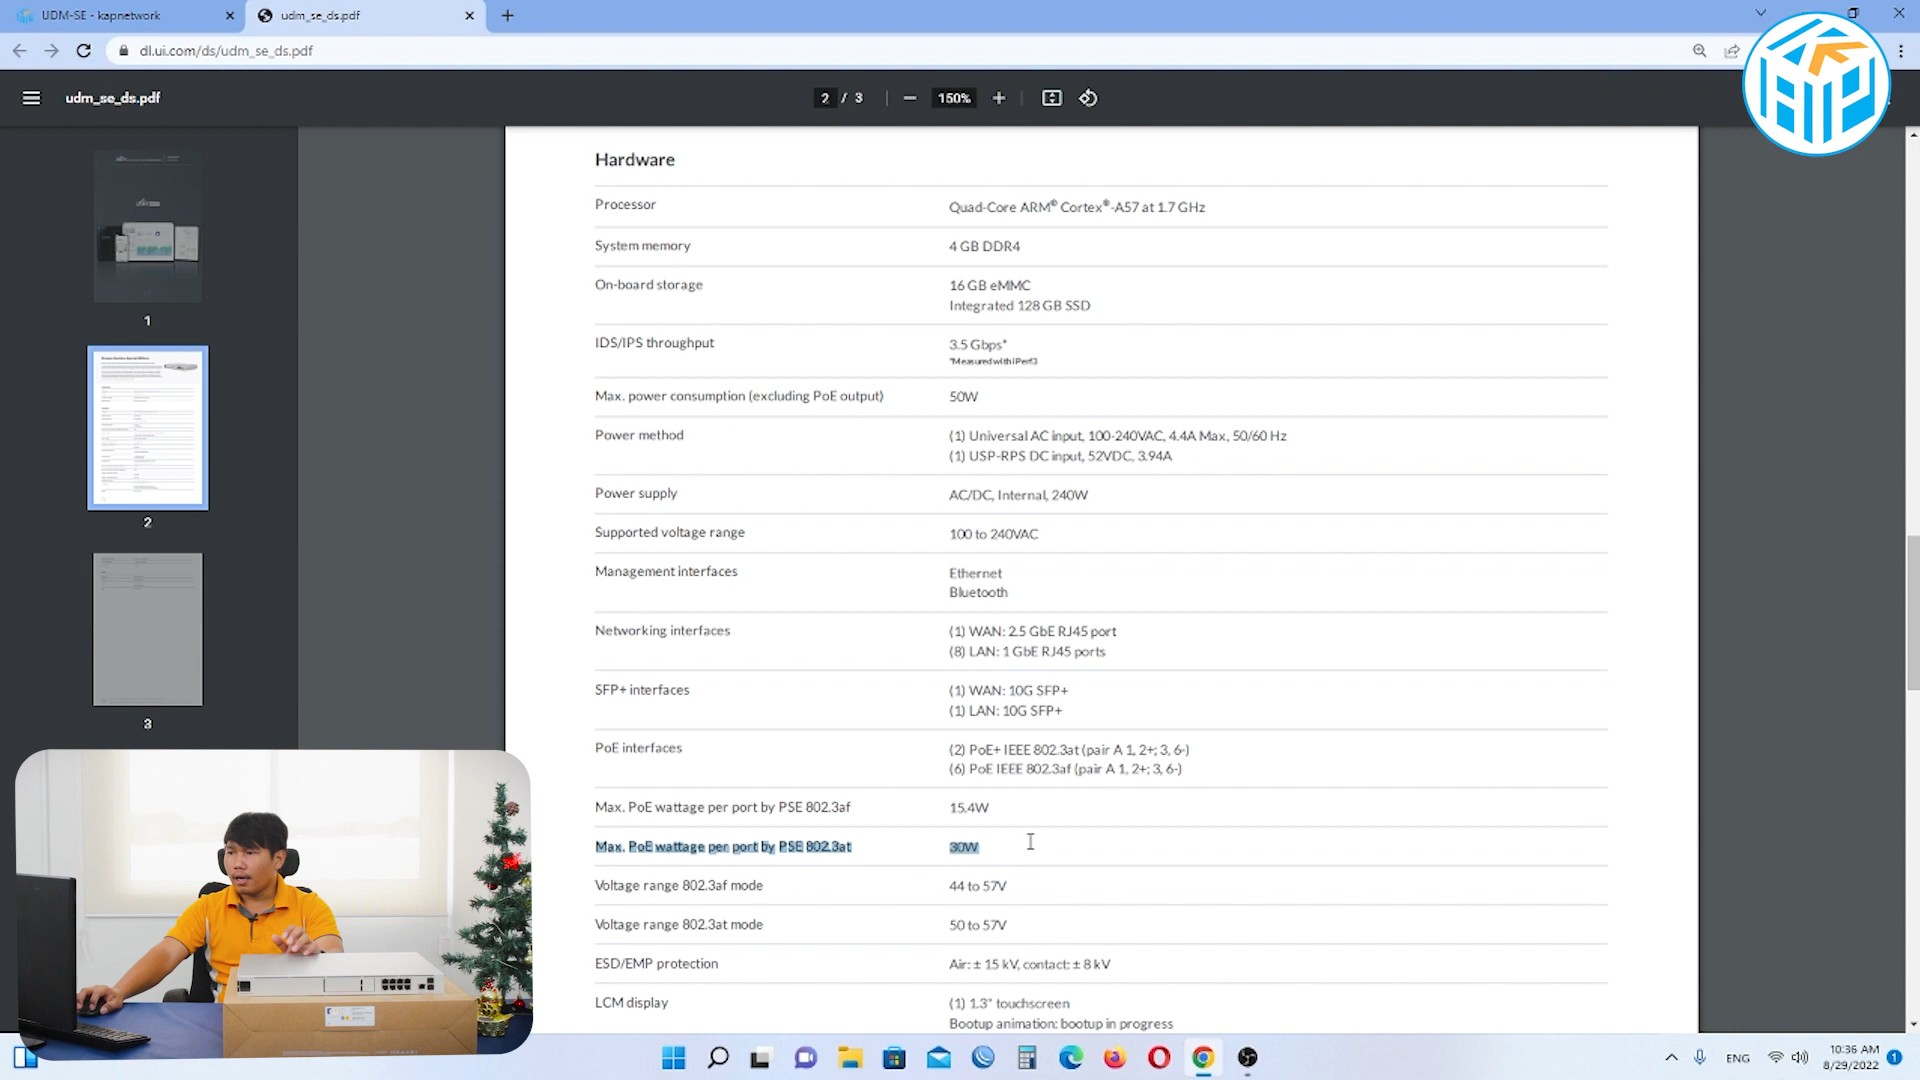 UDM-SE - kapnetwork
udm_se_ds.pdf
dl.ui.com/ds/udm_se_ds.pdf
udm_se_ds.pdf
2 / 3
150%
1
2
3
Hardware
Processor
Quad-Core ARM® Cortex®-A57 at 1.7 GHz
System memory
4 GB DDR4
On-board storage
16 GB eMMC
Integrated 128 GB SSD
IDS/IPS throughput
3.5 Gbps*
*Measured with iPerf3
Max. power consumption (excluding PoE output)
50W
Power method
(1) Universal AC input, 100-240VAC, 4.4A Max, 50/60 Hz
(1) USP-RPS DC input, 52VDC, 3.94A
Power supply
AC/DC, Internal, 240W
Supported voltage range
100 to 240VAC
Management interfaces
Ethernet
Bluetooth
Networking interfaces
(1) WAN: 2.5 GbE RJ45 port
(8) LAN: 1 GbE RJ45 ports
SFP+ interfaces
(1) WAN: 10G SFP+
(1) LAN: 10G SFP+
PoE interfaces
(2) PoE+ IEEE 802.3at (pair A 1, 2+; 3, 6-)
(6) PoE IEEE 802.3af (pair A 1, 2+; 3, 6-)
Max. PoE wattage per port by PSE 802.3af
15.4W
Max. PoE wattage per port by PSE 802.3at
30W
Voltage range 802.3af mode
44 to 57V
Voltage range 802.3at mode
50 to 57V
ESD/EMP protection
Air: ± 15 kV, contact: ± 8 kV
LCM display
(1) 1.3" touchscreen
Bootup animation: bootup in progress
ENG
10:36 AM
8/29/2022
1